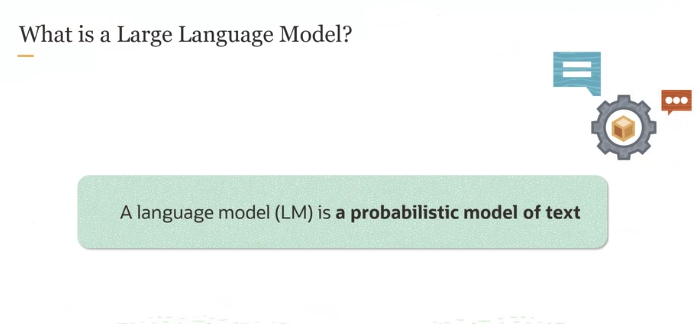 What is a Large Language Model?
A language model (LM) is a probabilistic model of text